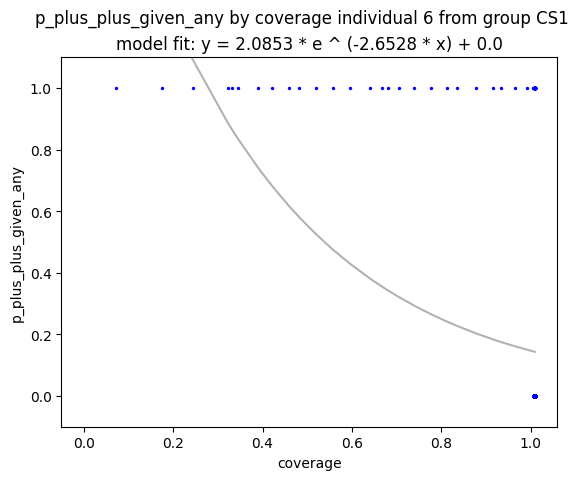 p_plus_plus_given_any by coverage individual 6 from group CS1
model fit: y = 2.0853 * e ^ (-2.6528 * x) + 0.0
1.0
0.8
0.6
0.4
0.2
0.0
p_plus_plus_given_any
0.0 0.2 0.4 0.6 0.8 1.0
coverage